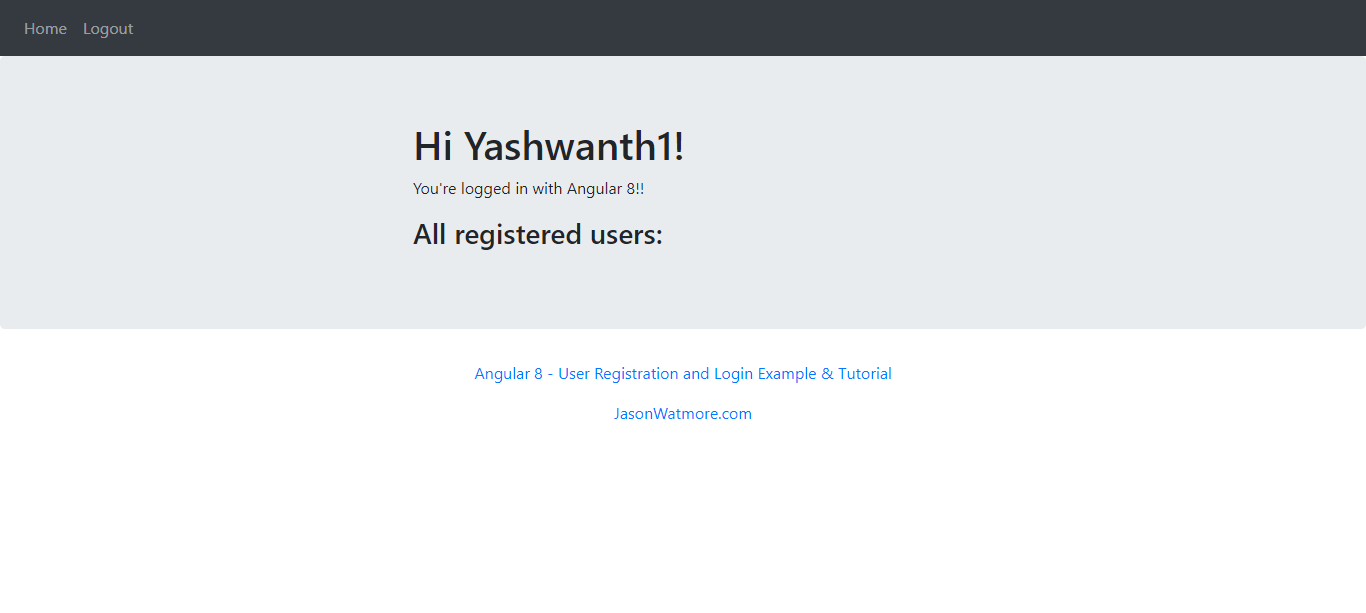 Home Logout
Hi Yashwanth1!
You're logged in with Angular 8!!
All registered users:
Angular 8 - User Registration and Login Example & Tutorial
JasonWatmore.com